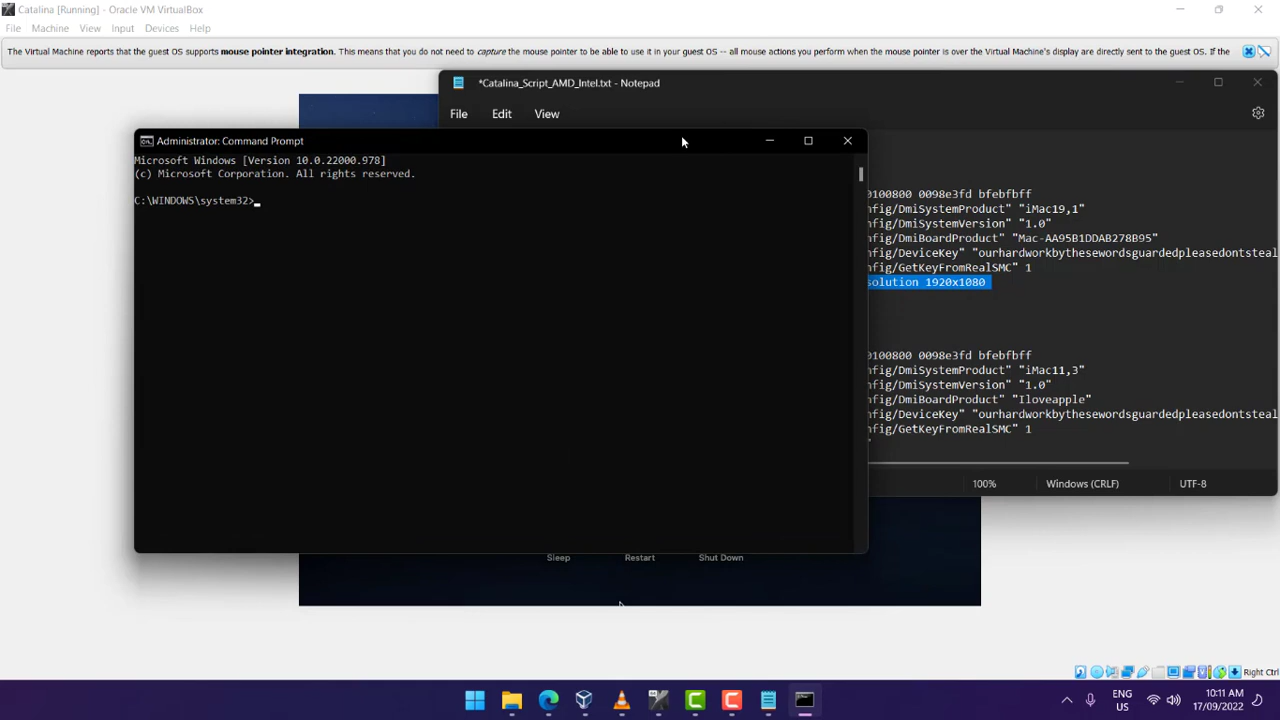 Catalina [Running] - Oracle VM VirtualBox
File Machine View Input Devices Help
The Virtual Machine reports that the guest OS supports mouse pointer integration. This means that you do not need to capture the mouse pointer to be able to use it in your guest OS -- all mouse actions you perform when the mouse pointer is over the Virtual Machine's display are directly sent to the guest OS. If the
*Catalina_Script_AMD_Intel.txt - Notepad
File Edit View
Administrator: Command Prompt
Microsoft Windows [Version 10.0.22000.978]
(c) Microsoft Corporation. All rights reserved.
C:\WINDOWS\system32>
0100800 0098e3fd bfebfbff
nfig/DmiSystemProduct" "iMac19,1"
nfig/DmiSystemVersion" "1.0"
nfig/DmiBoardProduct" "Mac-AA95B1DDAB278B95"
nfig/DeviceKey" "ourhardworkbythesewordsguardedpleasedontsteal
nfig/GetKeyFromRealSMC" 1
solution 1920x1080
0100800 0098e3fd bfebfbff
nfig/DmiSystemProduct" "iMac11,3"
nfig/DmiSystemVersion" "1.0"
nfig/DmiBoardProduct" "Iloveapple"
nfig/DeviceKey" "ourhardworkbythesewordsguardedpleasedontsteal
nfig/GetKeyFromRealSMC" 1
100% Windows (CRLF) UTF-8
Sleep Restart Shut Down
Right Ctrl
ENG
US
10:11 AM
17/09/2022